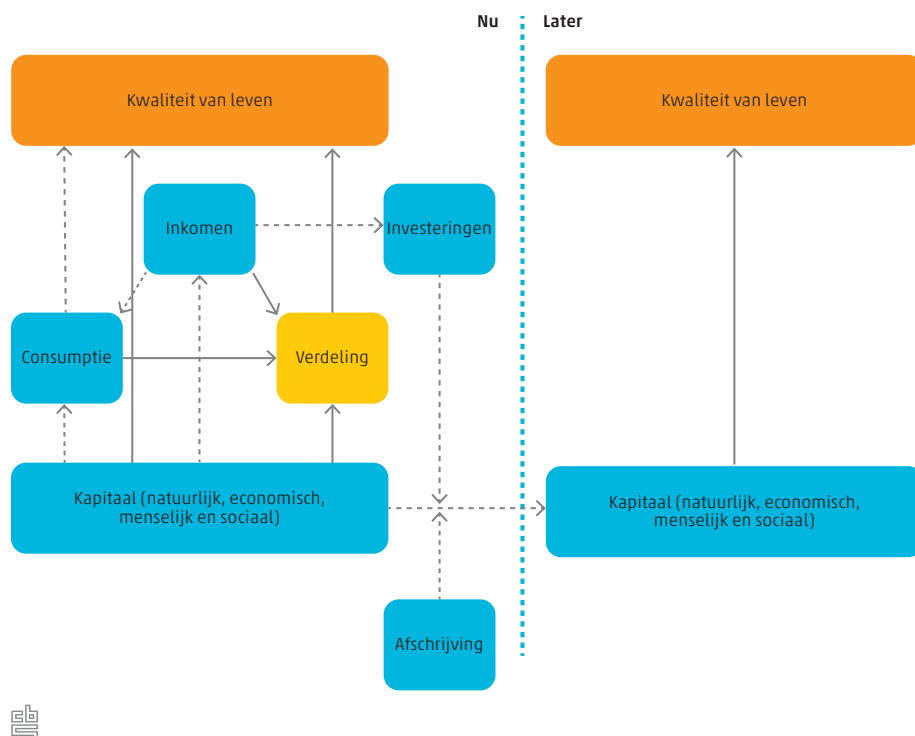 Nu
Later
Kwaliteit van leven
Kwaliteit van leven
Inkomen
Investeringen
Consumptie
Verdeling
Kapitaal (natuurlijk, economisch,
menselijk en sociaal)
Kapitaal (natuurlijk, economisch,
menselijk en sociaal)
Afschrijving